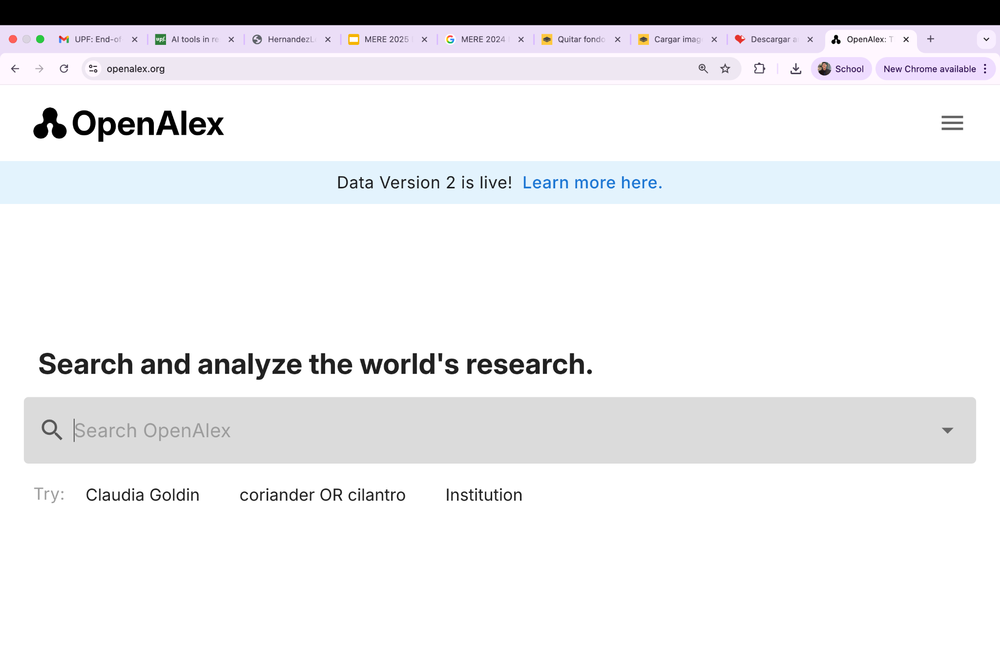 UPF: End-of
upf. AI tools in re
HernandezL
MERE 2025
MERE 2024
Quitar fondo
Cargar imag
Descargar a
OpenAlex: T
openalex.org
School
New Chrome available
OpenAlex
Data Version 2 is live! Learn more here.
Search and analyze the world's research.
Search OpenAlex
Try: Claudia Goldin coriander OR cilantro Institution